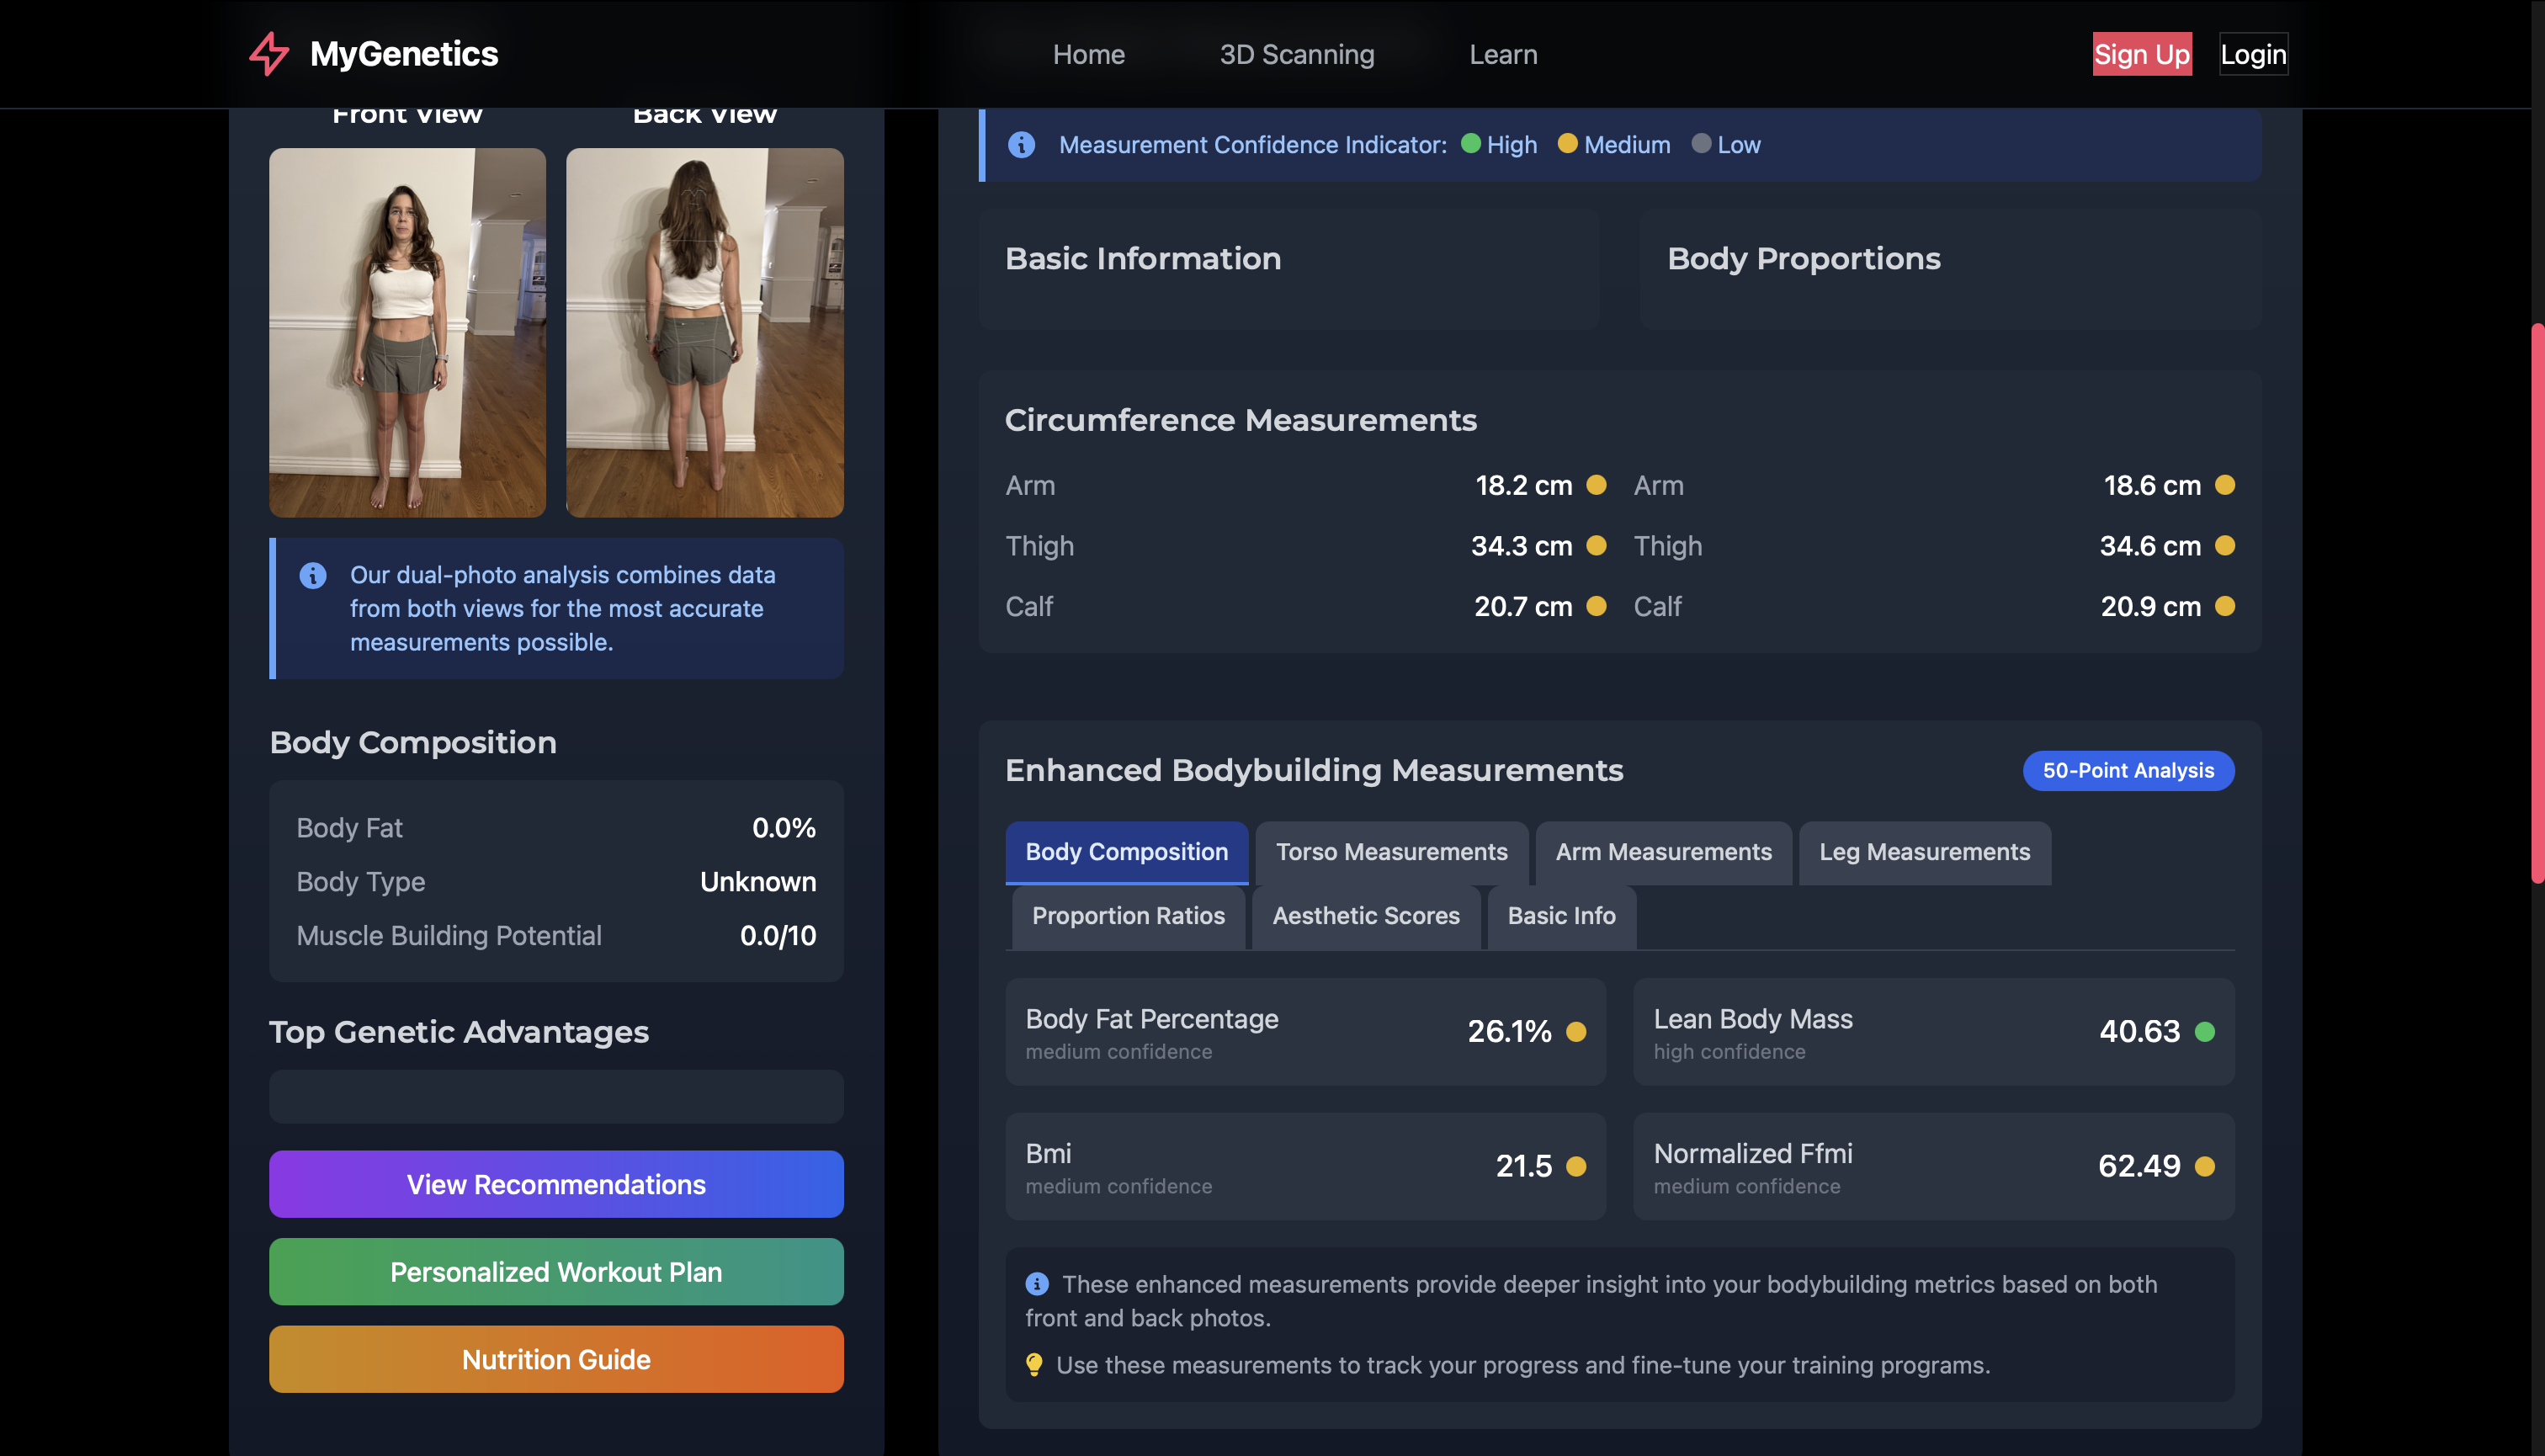 MyGenetics
Home
3D Scanning
Learn
Sign Up
Login
Front View
Back View
Our dual-photo analysis combines data
from both views for the most accurate
measurements possible.
Body Composition
Body Fat 0.0%
Body Type Unknown
Muscle Building Potential 0.0/10
Top Genetic Advantages
View Recommendations
Personalized Workout Plan
Nutrition Guide
Measurement Confidence Indicator: High Medium Low
Basic Information
Body Proportions
Circumference Measurements
Arm 18.2 cm Arm 18.6 cm
Thigh 34.3 cm Thigh 34.6 cm
Calf 20.7 cm Calf 20.9 cm
Enhanced Bodybuilding Measurements
50-Point Analysis
Body Composition Torso Measurements Arm Measurements Leg Measurements
Proportion Ratios Aesthetic Scores Basic Info
Body Fat Percentage
medium confidence
26.1%
Lean Body Mass
high confidence
40.63
Bmi
medium confidence
21.5
Normalized Ffmi
medium confidence
62.49
These enhanced measurements provide deeper insight into your bodybuilding metrics based on both
front and back photos.
Use these measurements to track your progress and fine-tune your training programs.